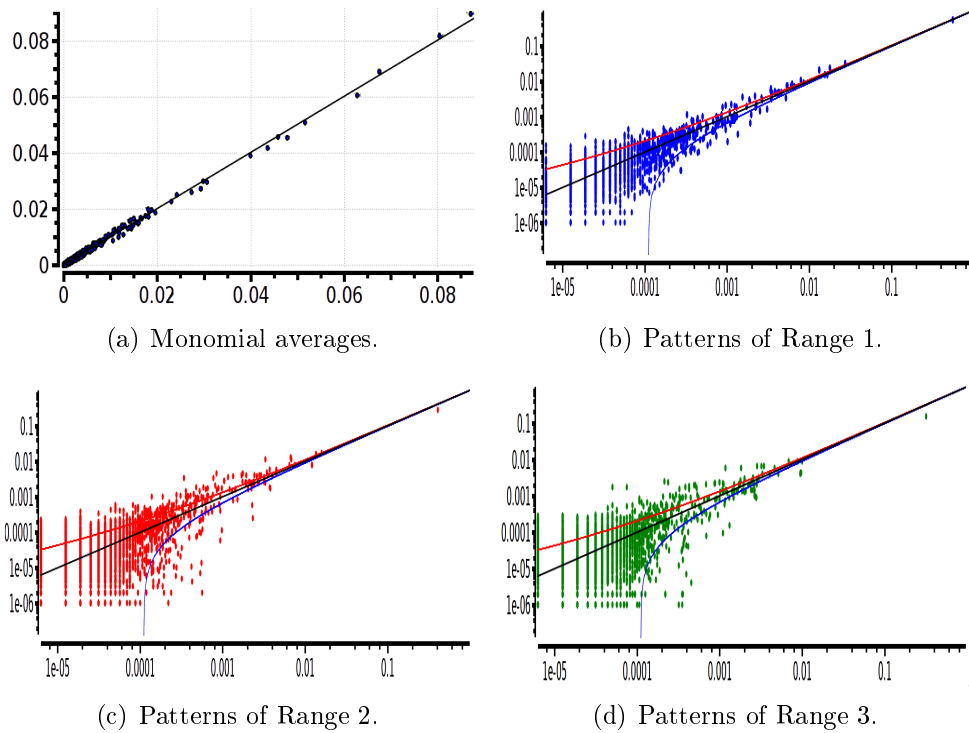 0.08
0.06
0.04
0.02
0
0 0.02 0.04 0.06 0.08
(a) Monomial averages.
0.1
0.01
0.001
0.0001
1e-05
1e-06
1e-05 0.0001 0.001 0.01 0.1
(b) Patterns of Range 1.
0.1
0.01
0.001
0.0001
1e-05
1e-06
1e-05 0.0001 0.001 0.01 0.1
(c) Patterns of Range 2.
0.1
0.01
0.001
0.0001
1e-05
1e-06
1e-05 0.0001 0.001 0.01 0.1
(d) Patterns of Range 3.